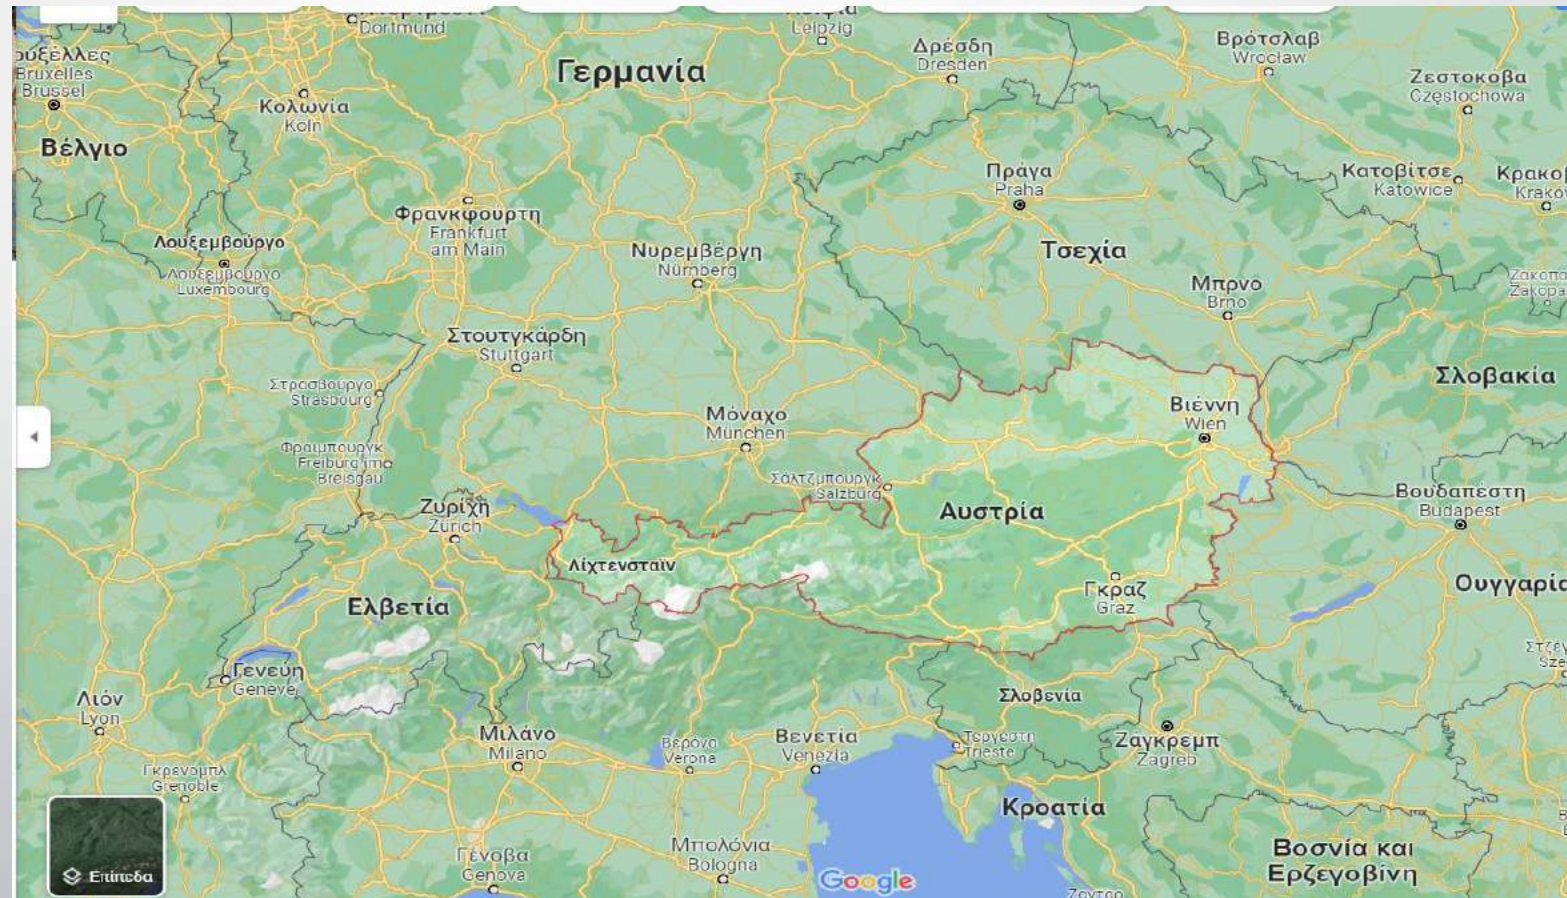 Dortmund
Leipzig
Bruxelles
Brussel
Βέλγιο
Κολωνία
Köln
Γερμανία
Δρέσδη
Dresden
Βρότσλαβ
Wrocław
Ζεστοκοβα
Częstochowa
Πράγα
Praha
Κατοβίτσε
Katowice
Φρανκφούρτη
Frankfurt
am Main
Λουξεμβούργο
Λουξεμβούργο
Luxembourg
Νυρεμβέργη
Nürnberg
Τσεχία
Μπρνο
Brno
Στουτγκάρδη
Stuttgart
Στρασβούργο
Strasbourg
Σλοβακία
Μόναχο
München
Βιέννη
Wien
Φράιμπουργκ
Freiburg im
Breisgau
Σάλτζμπουργκ
Salzburg
Ζυρίχη
Zürich
Αυστρία
Βουδαπέστη
Budapest
Λίχτενσταϊν
Γκραζ
Graz
Ουγγαρία
Ελβετία
Γενεύη
Genève
Λιόν
Lyon
Σλοβενία
Μιλάνο
Milano
Βερόνα
Verona
Βενετία
Venezia
Τεργέστη
Trieste
Ζάγκρεμπ
Zagreb
Γκρενομπλ
Grenoble
Κροατία
Γένοβα
Genova
Μπολόνια
Bologna
Βοσνία και
Ερζεγοβίνη
Επίπεδα
Google